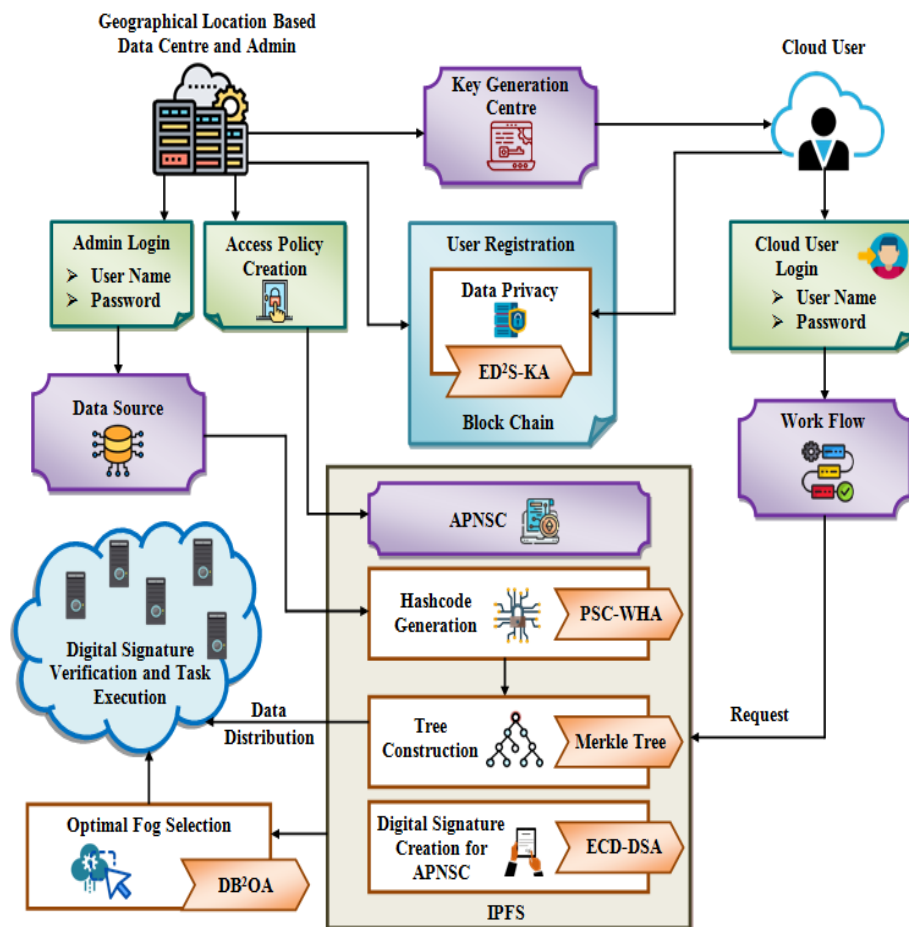 Geographical Location Based
Data Centre and Admin
Cloud User
Key Generation
Centre
Admin Login
➢ User Name
➢ Password
Access Policy
Creation
User Registration
Data Privacy
ED²S-KA
Block Chain
Cloud User
Login
➢ User Name
➢ Password
Data Source
Work Flow
APNSC
Hashcode
Generation
PSC-WHA
Digital Signature
Verification and Task
Execution
Data
Distribution
Tree
Construction
Merkle Tree
Request
Optimal Fog Selection
DB²OA
Digital Signature
Creation for
APNSC
ECD-DSA
IPFS